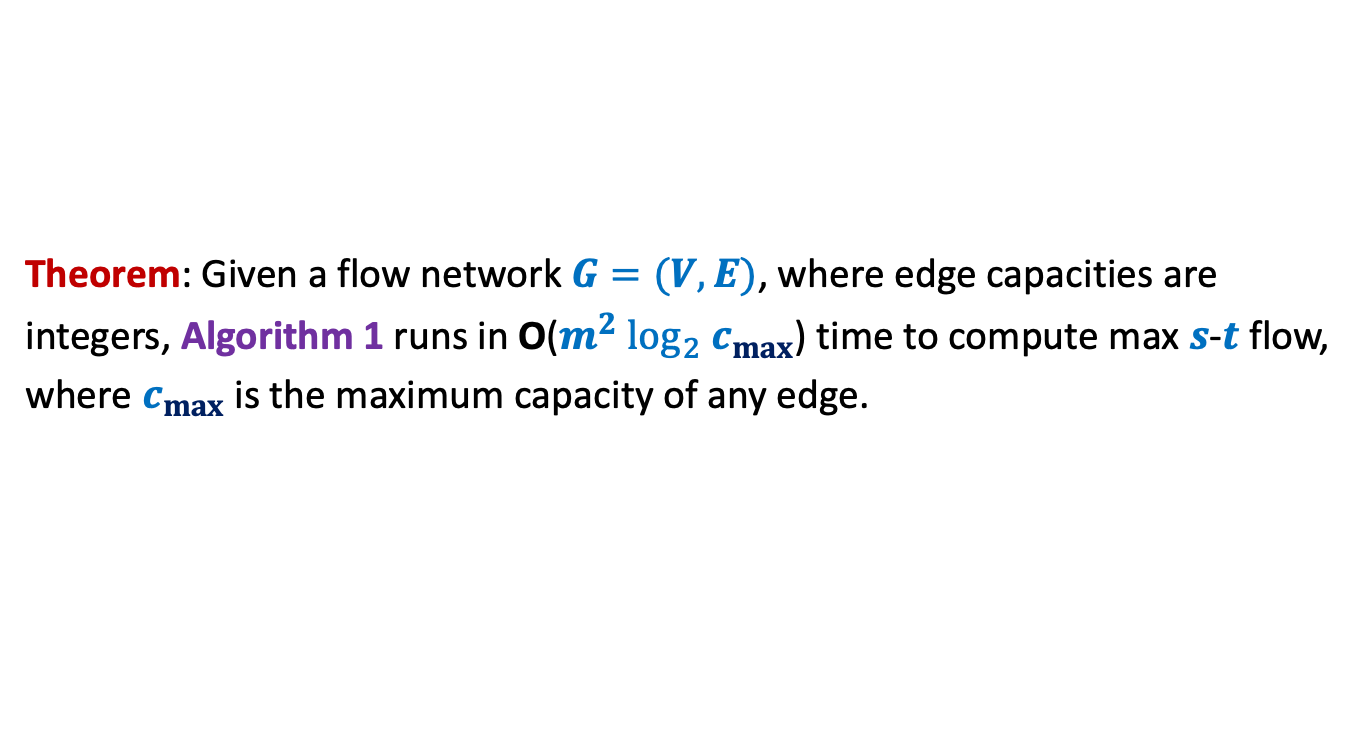 Theorem: Given a flow network G = (V, E), where edge capacities are
integers, Algorithm 1 runs in O(m² log₂ cₘₐₓ) time to compute max s-t flow,
where cₘₐₓ is the maximum capacity of any edge.